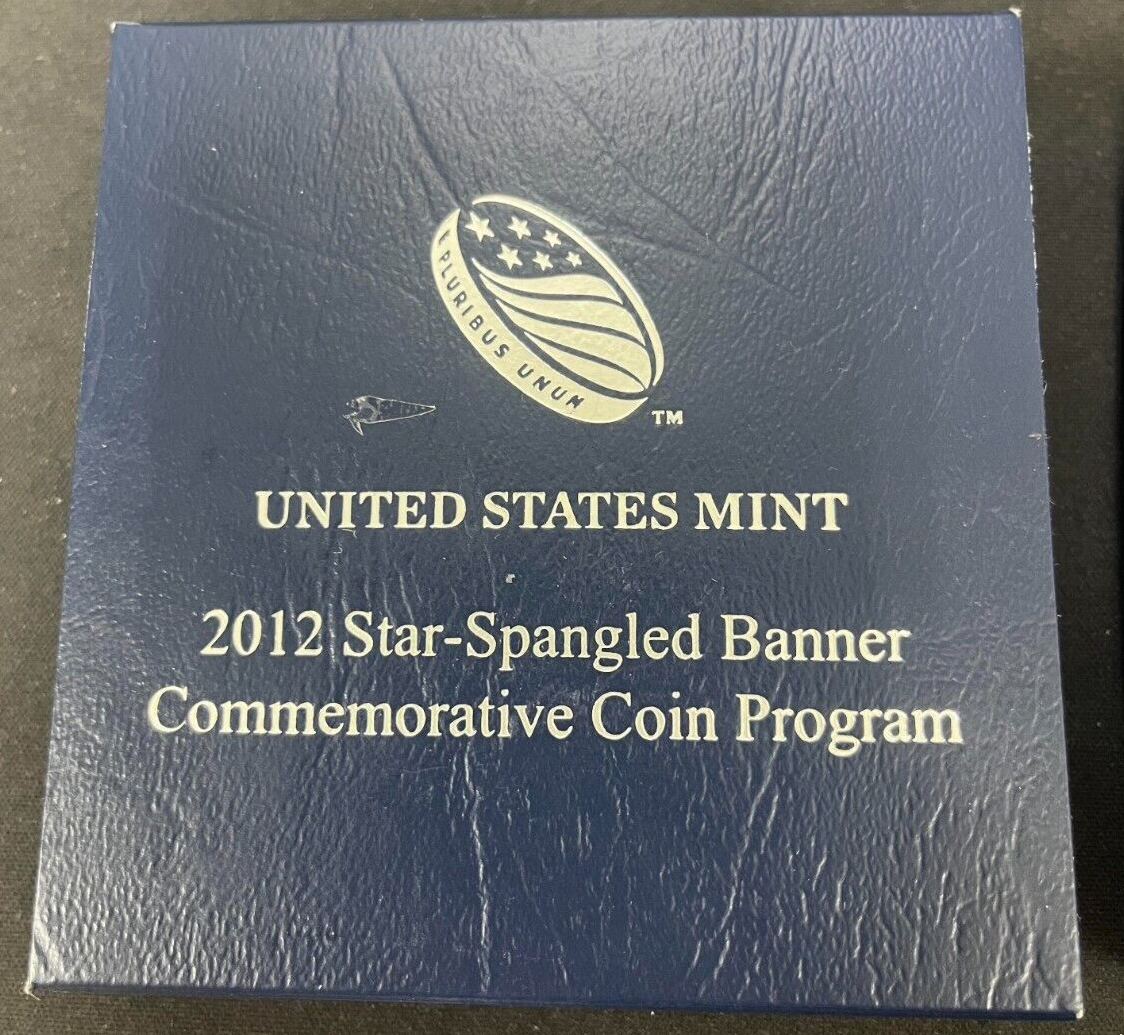 E PLURIBUS UNUM
TM
UNITED STATES MINT
2012 Star-Spangled Banner
Commemorative Coin Program